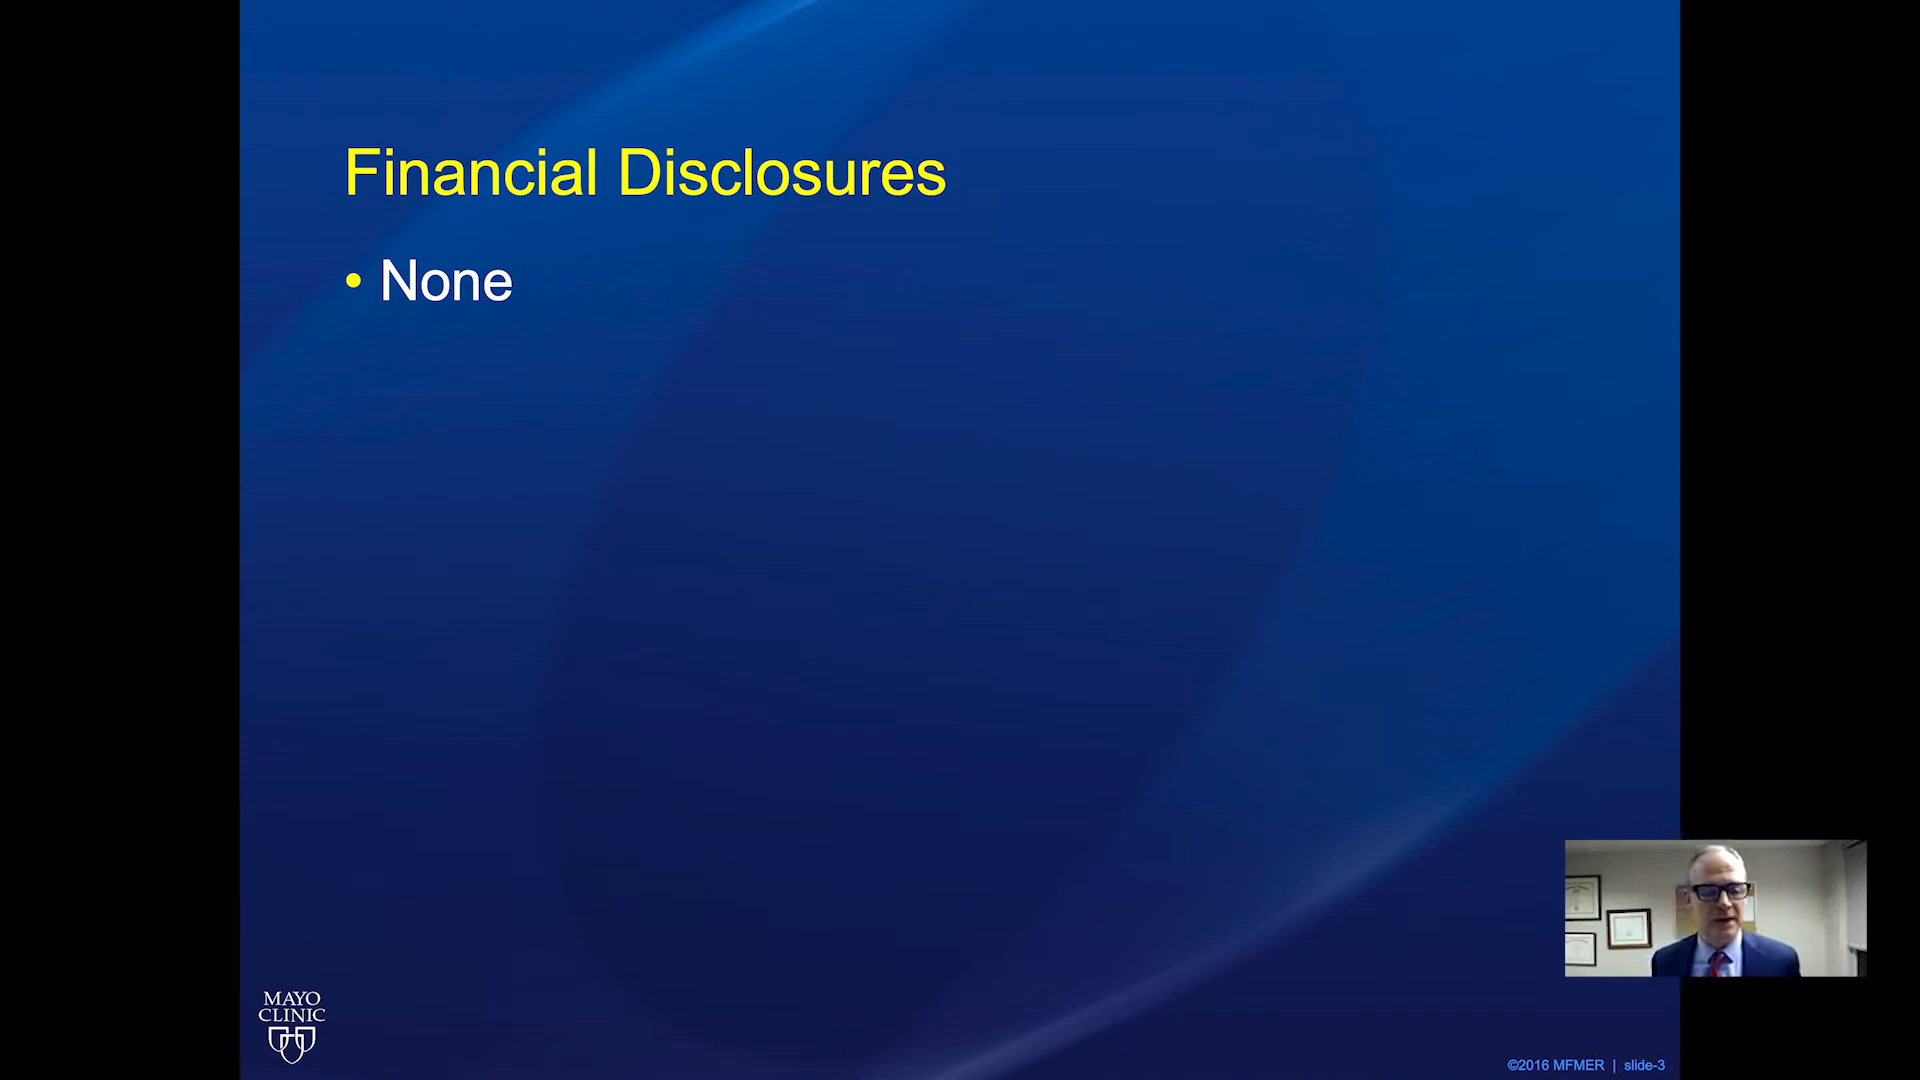 Financial Disclosures
• None
MAYO
CLINIC
©2016 MFMER | slide-3